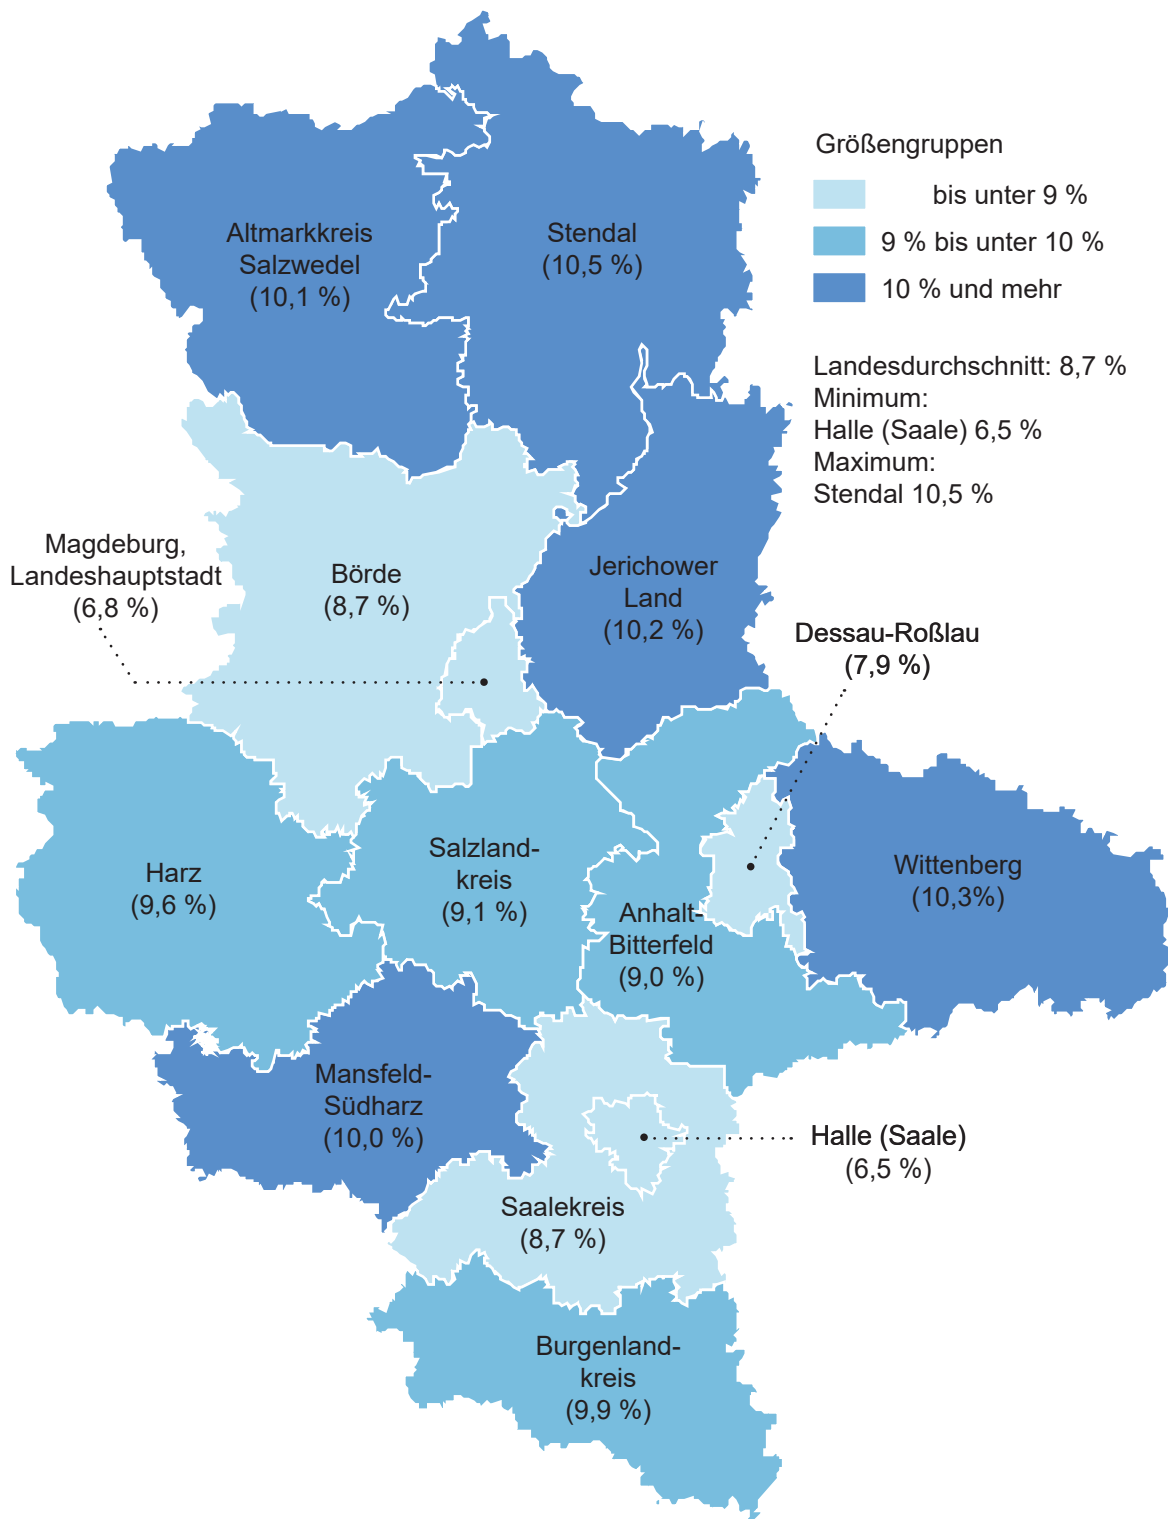 Größengruppen
bis unter 9 %
9 % bis unter 10 %
10 % und mehr
Landesdurchschnitt: 8,7 %
Minimum:
Halle (Saale) 6,5 %
Maximum:
Stendal 10,5 %
Altmarkkreis
Salzwedel
(10,1 %)
Stendal
(10,5 %)
Magdeburg,
Landeshauptstadt
(6,8 %)
Börde
(8,7 %)
Jerichower
Land
(10,2 %)
Dessau-Roßlau
(7,9 %)
Harz
(9,6 %)
Salzland-
kreis
(9,1 %)
Anhalt-
Bitterfeld
(9,0 %)
Wittenberg
(10,3%)
Mansfeld-
Südharz
(10,0 %)
Halle (Saale)
(6,5 %)
Saalekreis
(8,7 %)
Burgenland-
kreis
(9,9 %)